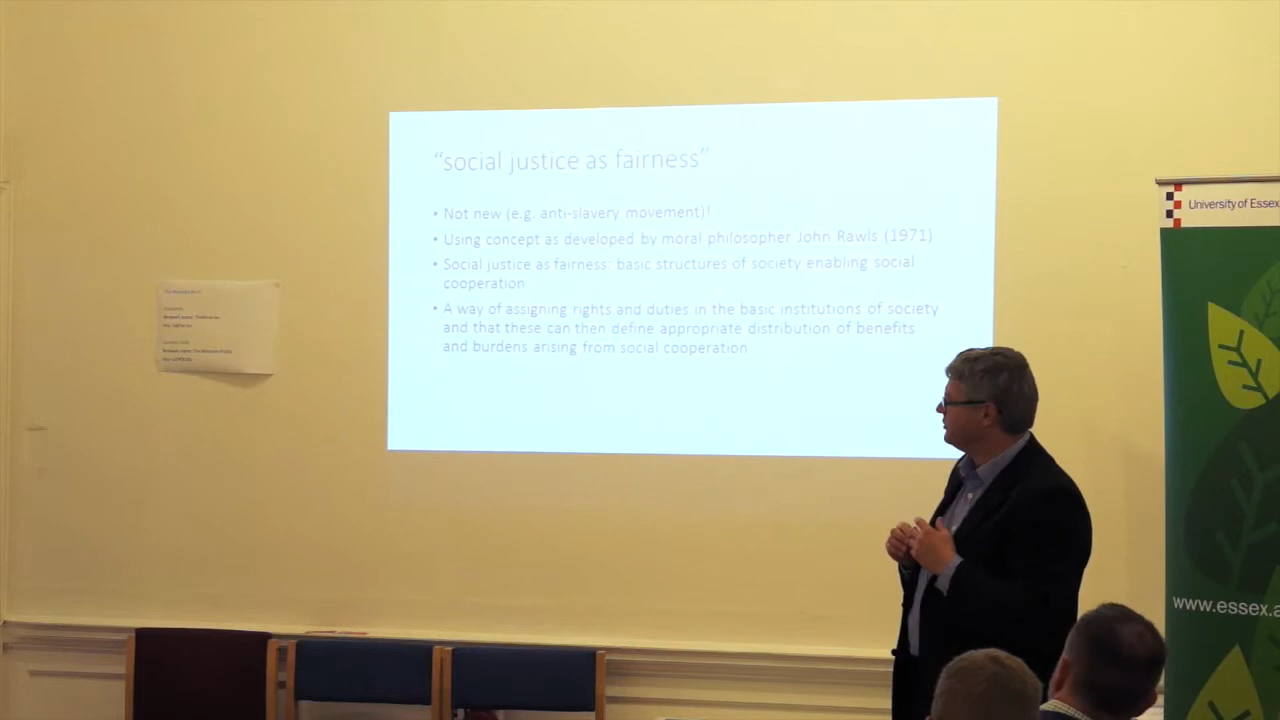 “social justice as fairness”
• Not new (e.g. anti-slavery movement)!
• Using concept as developed by moral philosopher John Rawls (1971)
• Social justice as fairness: basic structures of society enabling social
cooperation
• A way of assigning rights and duties in the basic institutions of society
and that these can then define appropriate distribution of benefits
and burdens arising from social cooperation
University of Essex
www.essex.a